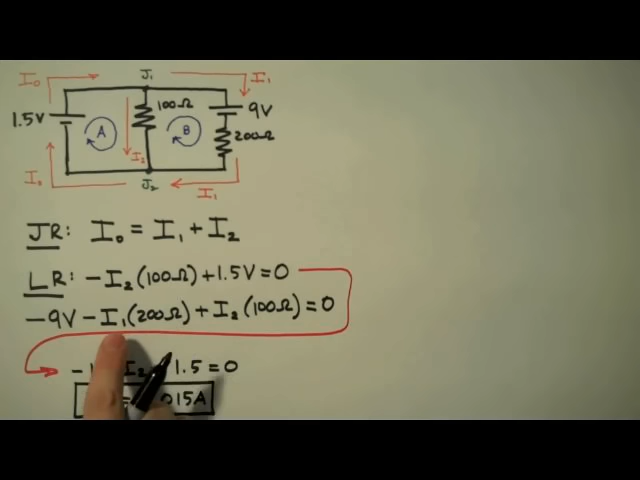 I₀ J₁ I₁
1.5V 100Ω 9V
A B 200Ω
I₂
I₀ J₂ I₁
JR: I₀ = I₁ + I₂
LR: -I₂(100Ω)+1.5V=0
-9V -I₁(200Ω)+I₂(100Ω)=0
I₂ 1.5=0
015A